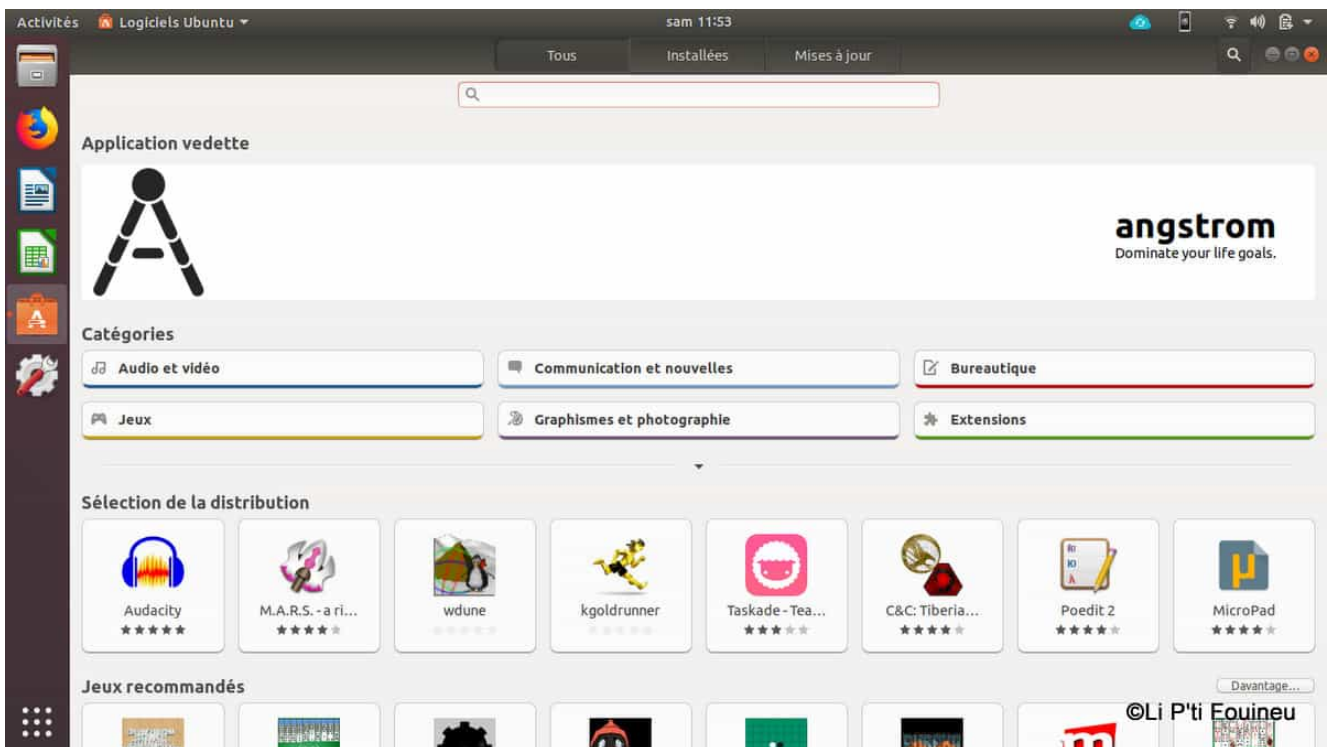 Activités Logiciels Ubuntu sam 11:53
Tous Installées Mises à jour
Application vedette
angstrom
Dominate your life goals.
Catégories
Audio et vidéo Communication et nouvelles Bureautique
Jeux Graphismes et photographie Extensions
Sélection de la distribution
Audacity M.A.R.S. - a ri... wdune kgoldrunner Taskade - Tea... C&C: Tiberia... Poedit 2 MicroPad
Jeux recommandés Davantage...
©Li P'ti Fouineu